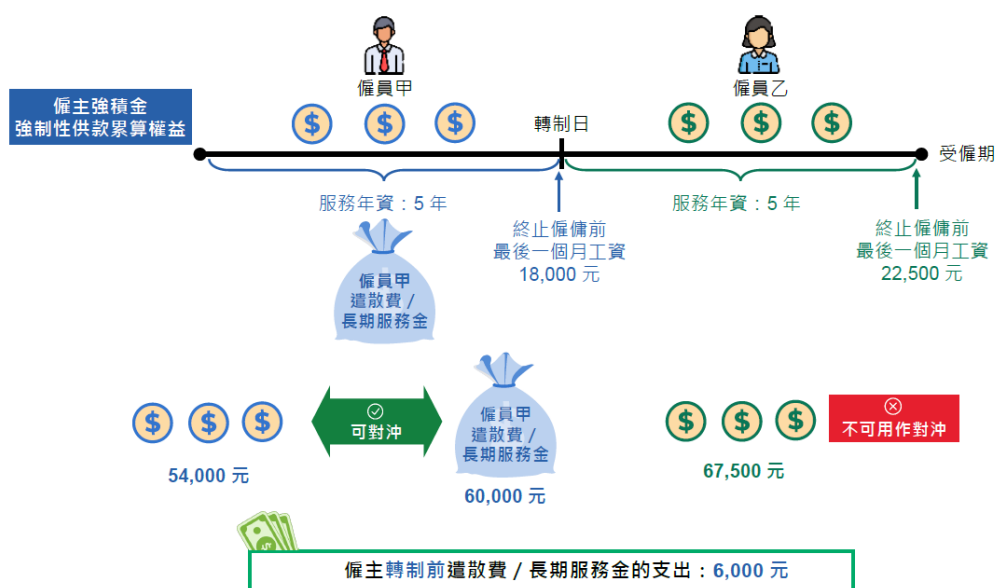 僱員甲
僱員乙
僱主強積金
強制性供款累算權益
$ $ $
轉制日
$ $ $
受僱期
服務年資：5 年
服務年資：5 年
終止僱傭前
最後一個月工資
18,000 元
終止僱傭前
最後一個月工資
22,500 元
僱員甲
遣散費 /
長期服務金
$ $ $
可對沖
僱員甲
遣散費 /
長期服務金
$ $ $
不可用作對沖
54,000 元
60,000 元
67,500 元
僱主轉制前遣散費 / 長期服務金的支出：6,000 元